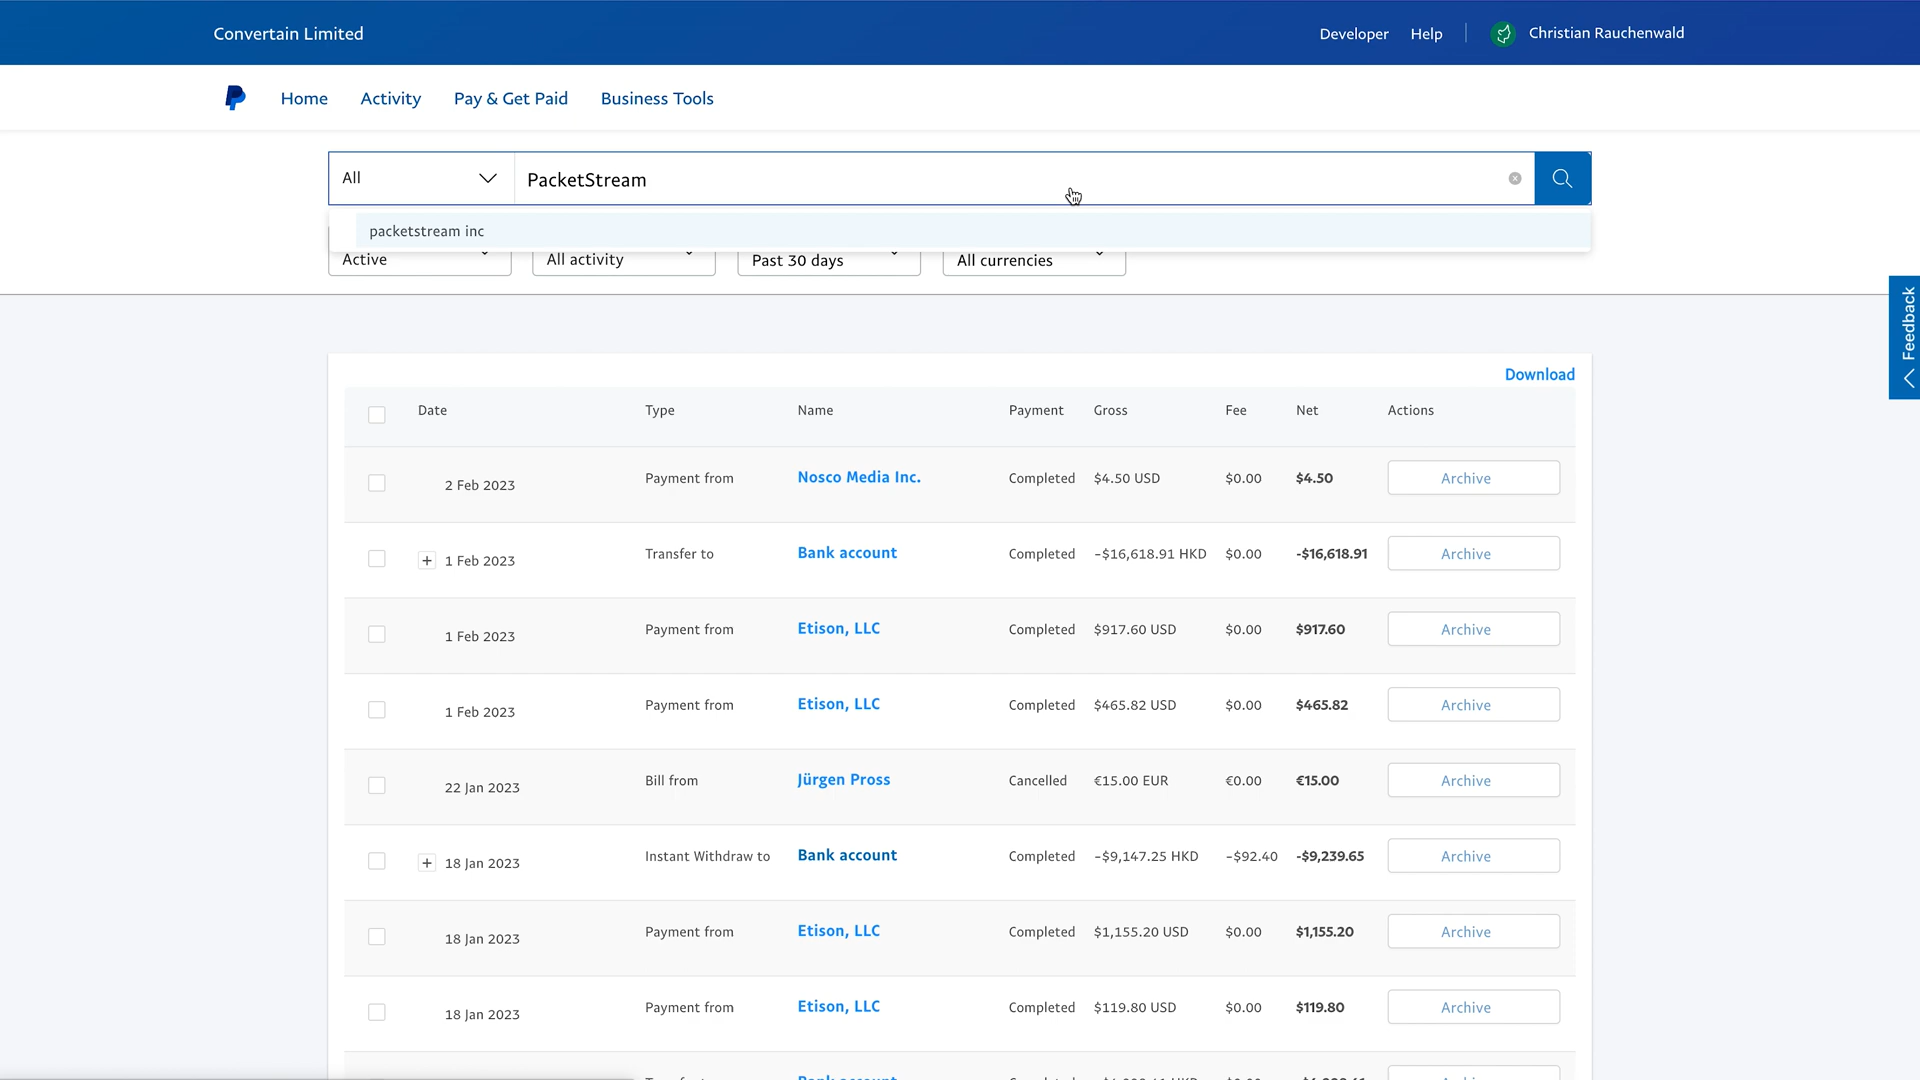 Convertain Limited
Developer Help Christian Rauchenwald
Home Activity Pay & Get Paid Business Tools
All PacketStream
packetstream inc
Active All activity Past 30 days All currencies
Feedback
Download
Date Type Name Payment Gross Fee Net Actions
2 Feb 2023 Payment from Nosco Media Inc. Completed $4.50 USD $0.00 $4.50 Archive
+ 1 Feb 2023 Transfer to Bank account Completed -$16,618.91 HKD $0.00 -$16,618.91 Archive
1 Feb 2023 Payment from Etison, LLC Completed $917.60 USD $0.00 $917.60 Archive
1 Feb 2023 Payment from Etison, LLC Completed $465.82 USD $0.00 $465.82 Archive
22 Jan 2023 Bill from Jürgen Pross Cancelled €15.00 EUR €0.00 €15.00 Archive
+ 18 Jan 2023 Instant Withdraw to Bank account Completed -$9,147.25 HKD -$92.40 -$9,239.65 Archive
18 Jan 2023 Payment from Etison, LLC Completed $1,155.20 USD $0.00 $1,155.20 Archive
18 Jan 2023 Payment from Etison, LLC Completed $119.80 USD $0.00 $119.80 Archive